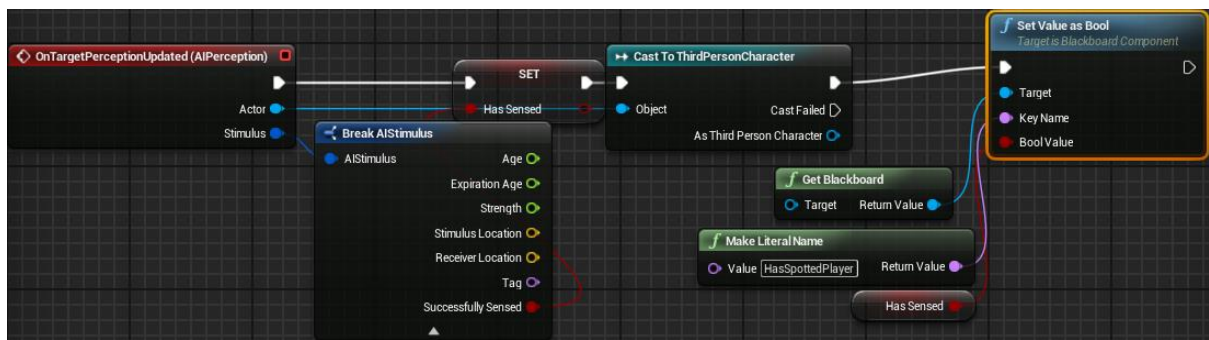 OnTargetPerceptionUpdated (AIPerception)
Actor
Stimulus
SET
Has Sensed
Break AIStimulus
AIStimulus
Age
Expiration Age
Strength
Stimulus Location
Receiver Location
Tag
Successfully Sensed
Cast To ThirdPersonCharacter
Object
Cast Failed
As Third Person Character
Get Blackboard
Target Return Value
Make Literal Name
Value HasSpottedPlayer Return Value
Has Sensed
Set Value as Bool
Target is Blackboard Component
Target
Key Name
Bool Value